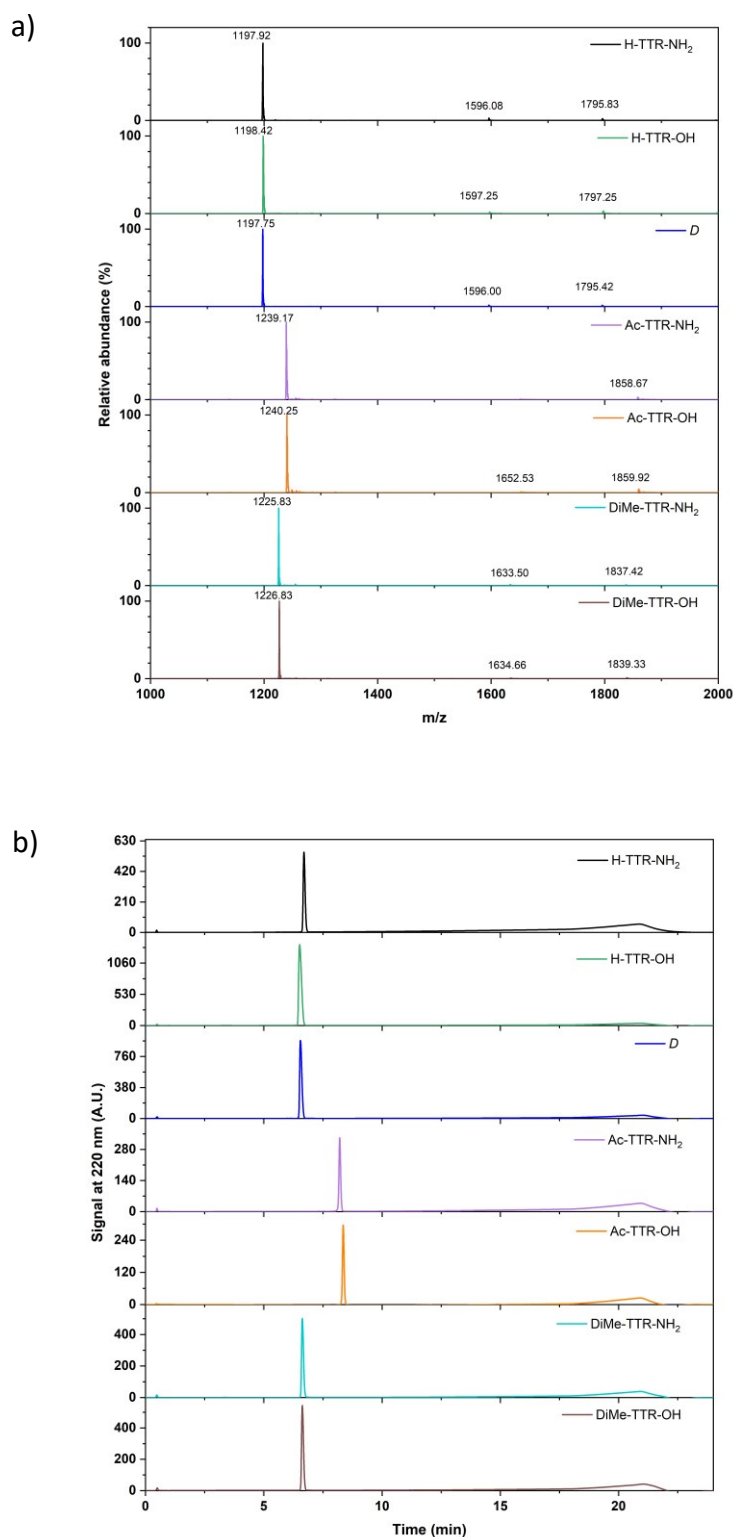 a)
Relative abundance (%)
100
0
1197.92
1596.08
1795.83
H-TTR-NH₂
100
0
1198.42
1597.25
1797.25
H-TTR-OH
100
0
1197.75
1596.00
1795.42
D
100
0
1239.17
1858.67
Ac-TTR-NH₂
100
0
1240.25
1652.53
1859.92
Ac-TTR-OH
100
0
1225.83
1633.50
1837.42
DiMe-TTR-NH₂
100
0
1226.83
1634.66
1839.33
DiMe-TTR-OH
1000 1200 1400 1600 1800 2000
m/z
b)
Signal at 220 nm (A.U.)
630
420
210
0
H-TTR-NH₂
1060
530
0
H-TTR-OH
760
380
0
D
280
140
0
Ac-TTR-NH₂
240
120
0
Ac-TTR-OH
400
200
0
DiMe-TTR-NH₂
400
200
0
DiMe-TTR-OH
0 5 10 15 20
Time (min)